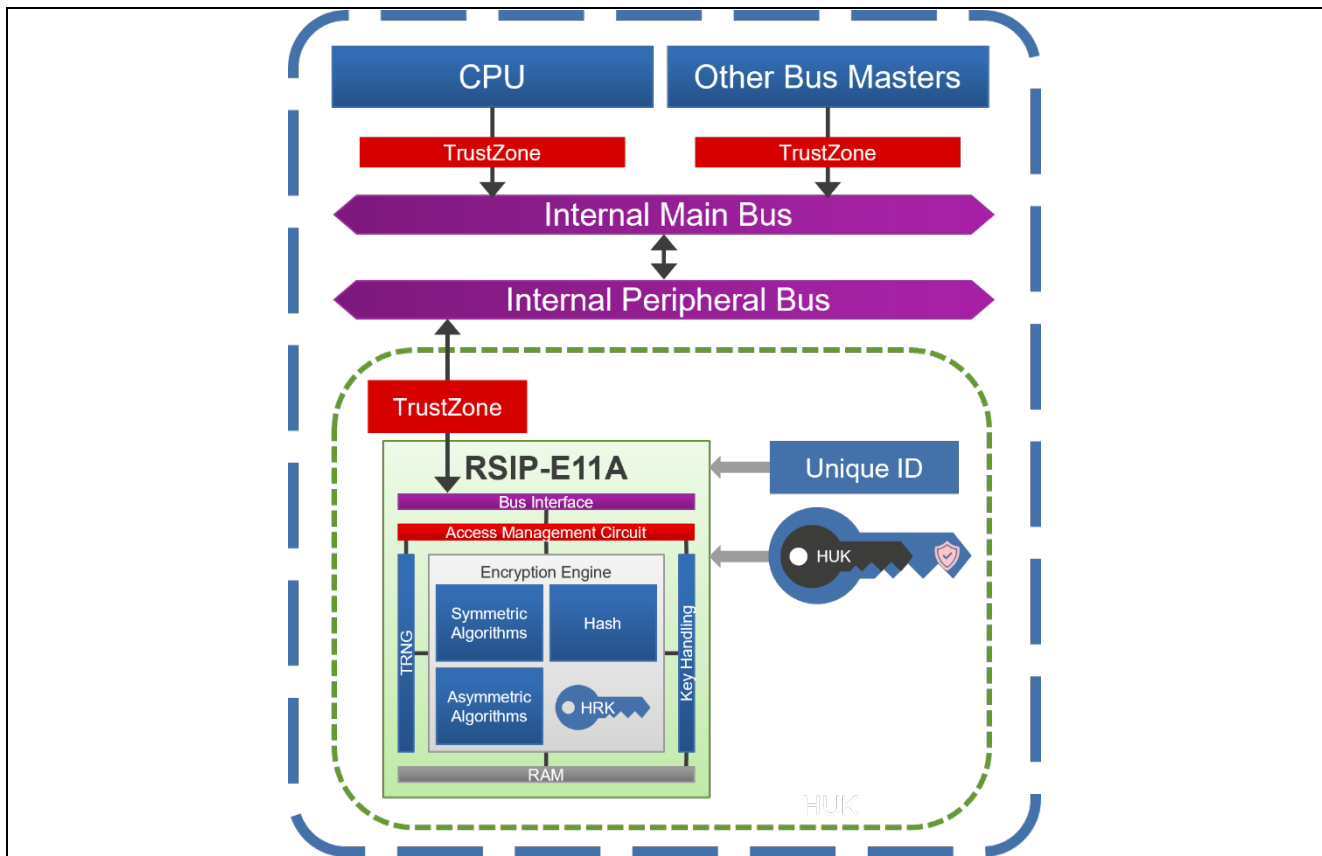 CPU
Other Bus Masters
TrustZone
TrustZone
Internal Main Bus
Internal Peripheral Bus
TrustZone
RSIP-E11A
Unique ID
Bus Interface
Access Management Circuit
HUK
Encryption Engine
Symmetric
Algorithms
Hash
TRNG
Key Handling
Asymmetric
Algorithms
HRK
RAM
HUK